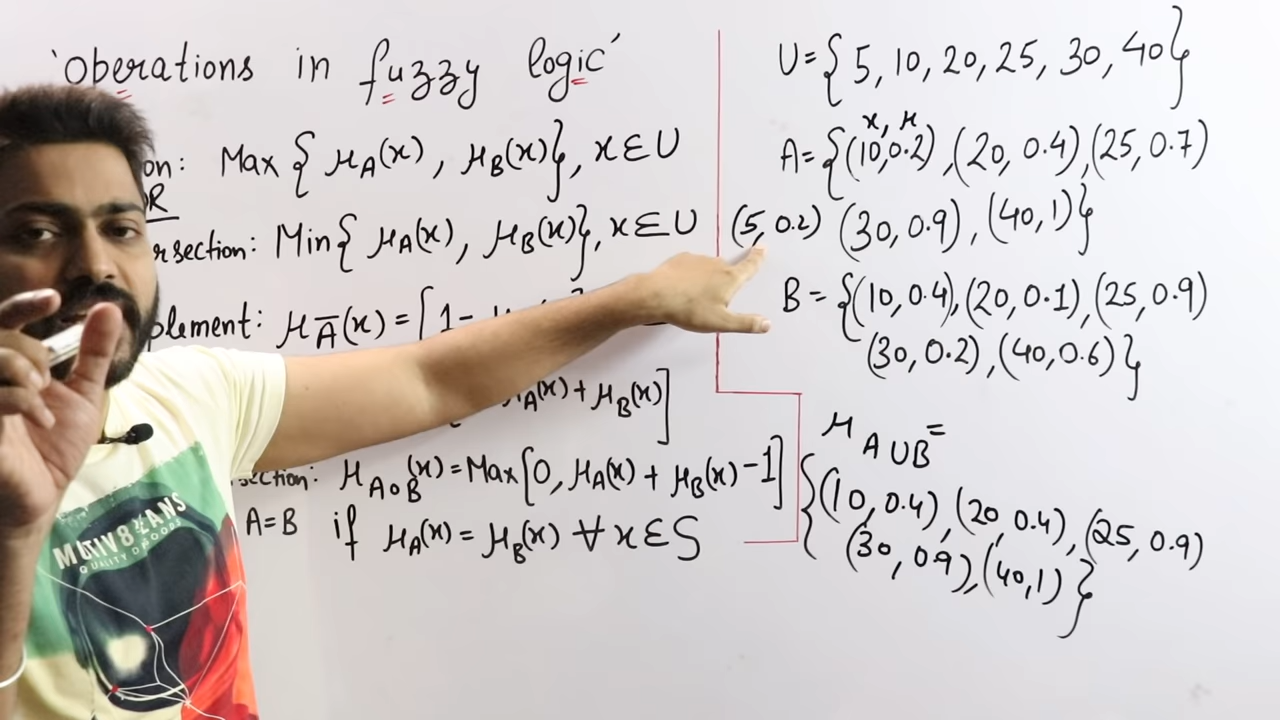 'Operations in fuzzy logic'
on: Max { μA(x) , μB(x)}, x ∈ U
OR
rsection: Min{ μA(x) , μB(x)}, x ∈ U
plement: μA̅(x) = [1 - μ
A(x) + μB(x)]
section: μA∘B(x) = Max[0, μA(x) + μB(x) - 1]
A=B if μA(x) = μB(x) ∀ x ∈ S
U = {5, 10, 20, 25, 30, 40}
x, μ
A = {(10,0.2) ,(20, 0.4),(25, 0.7)
(5, 0.2) (30, 0.9) , (40, 1)}
B = {(10, 0.4),(20, 0.1),(25, 0.9)
(30, 0.2) ,(40, 0.6)}
μ A∪B =
{(10, 0.4) ,(20, 0.4) ,(25, 0.9)
(30, 0.9),(40,1)}
MOTIV8 JEANS
QUALITY GOODS